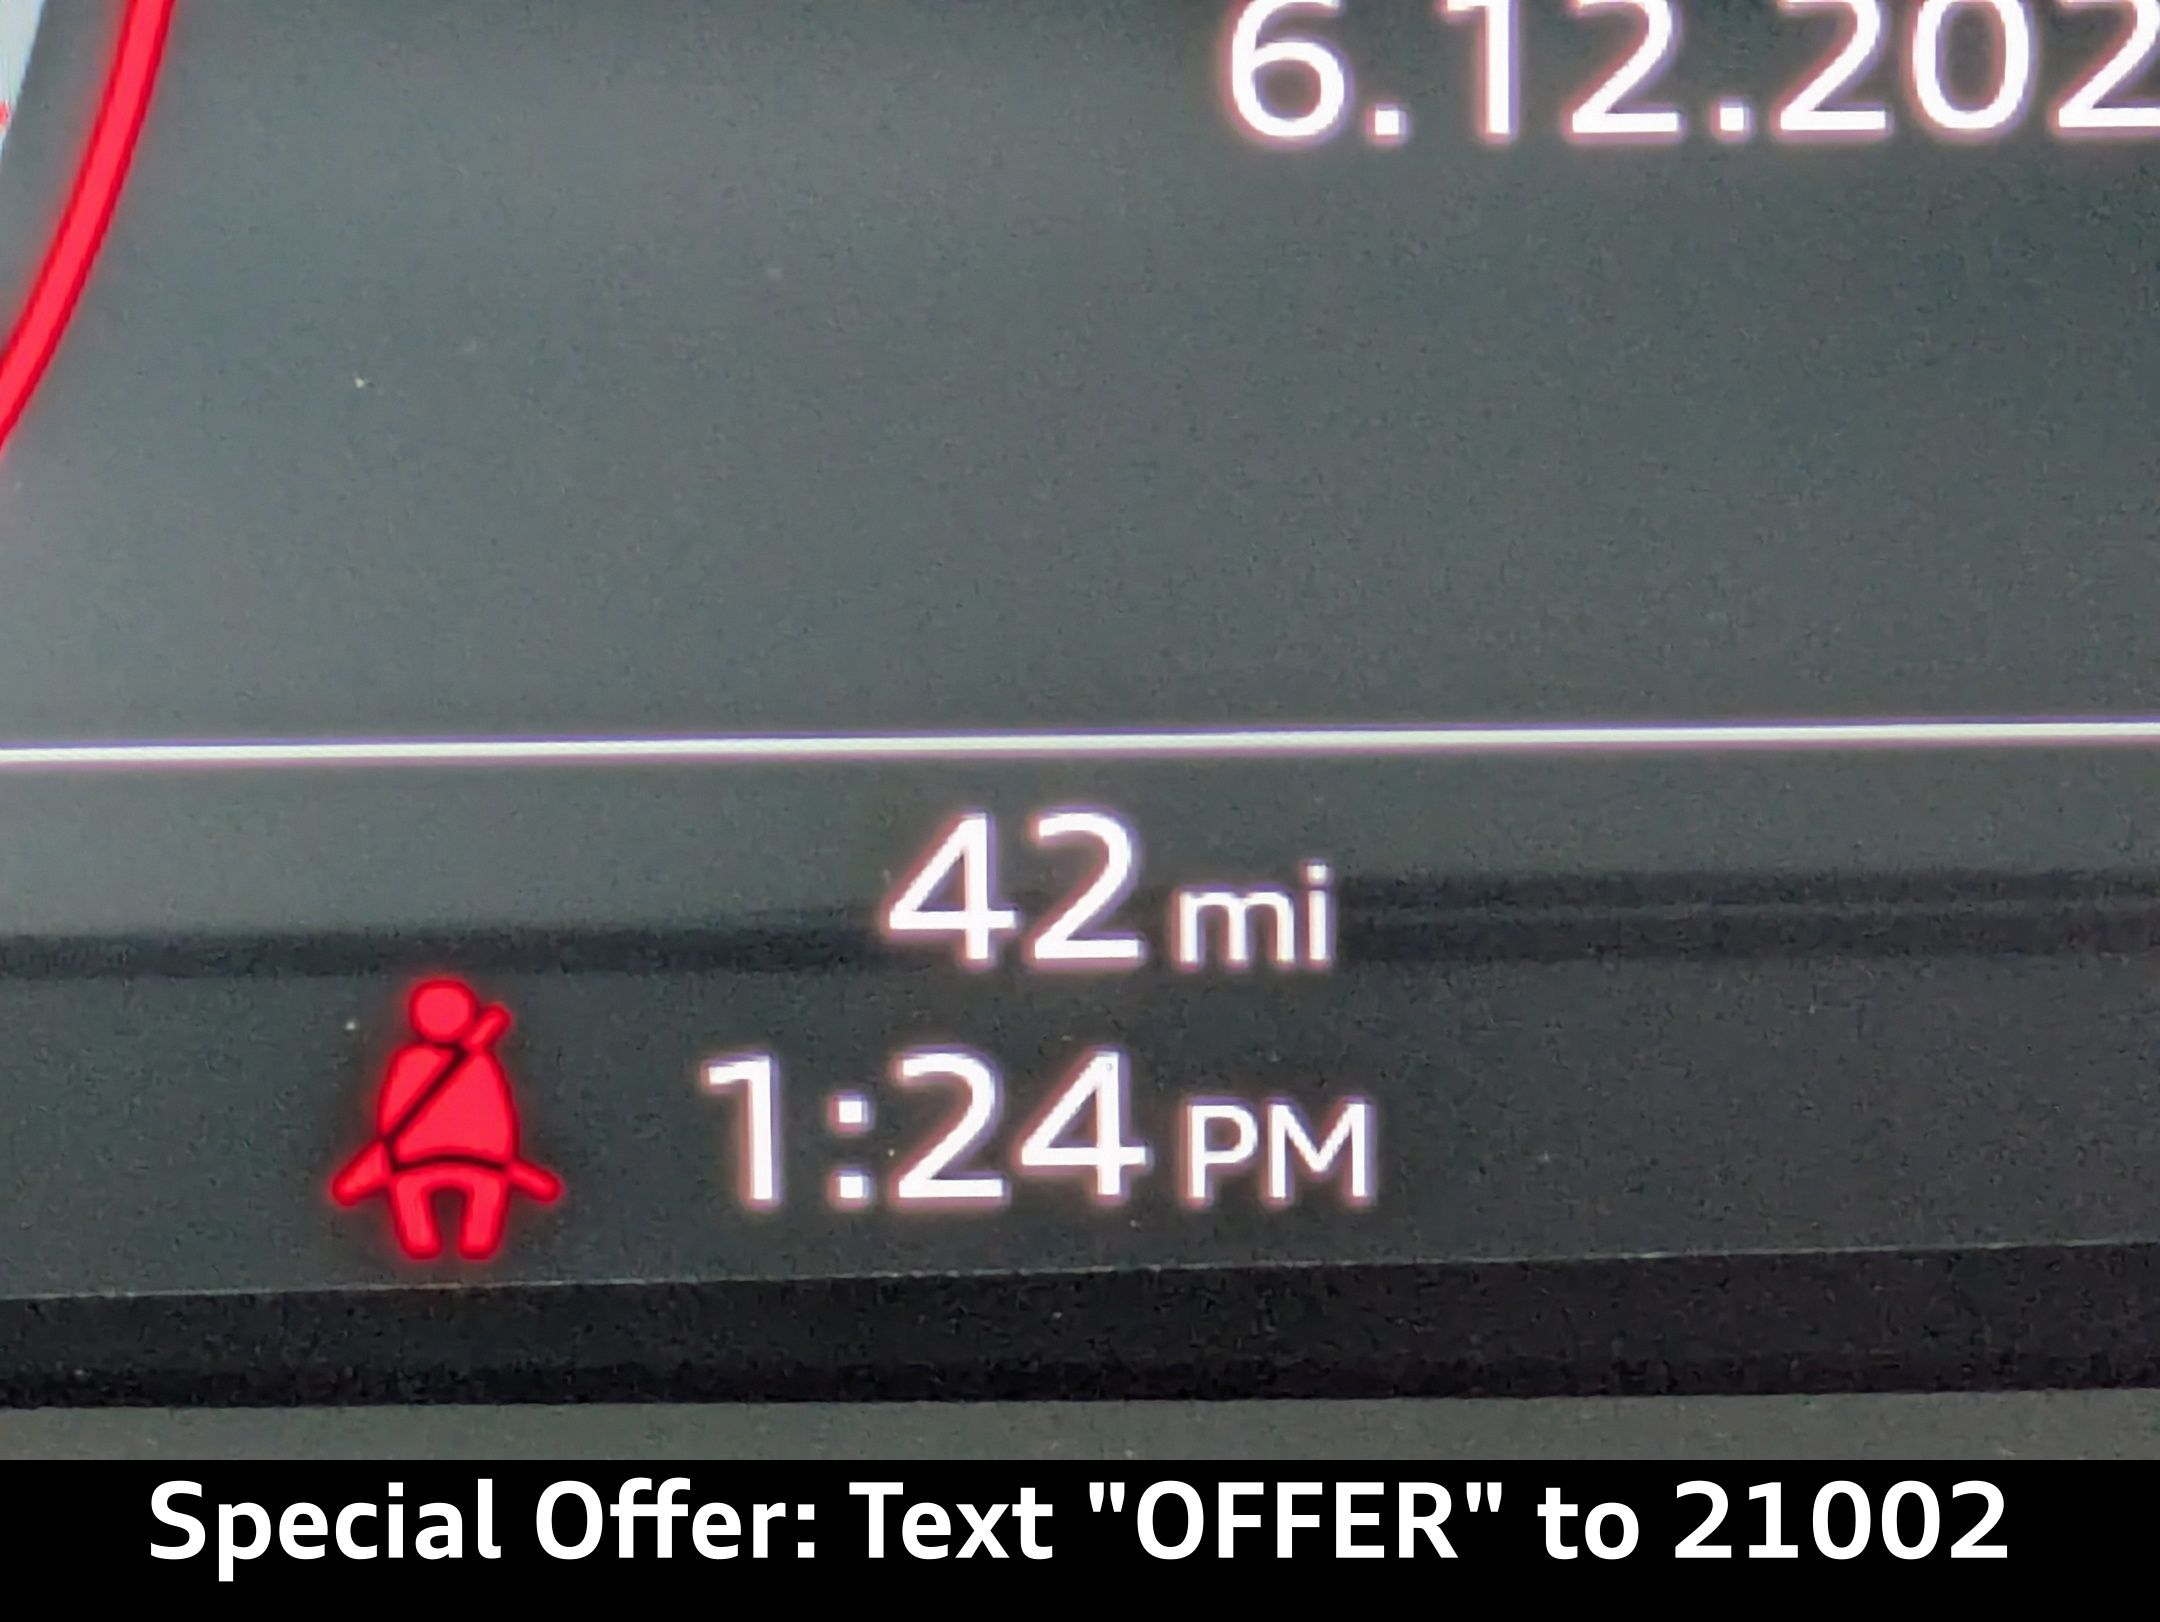 6.12.202
42 mi
1:24 PM
Special Offer: Text "OFFER" to 21002